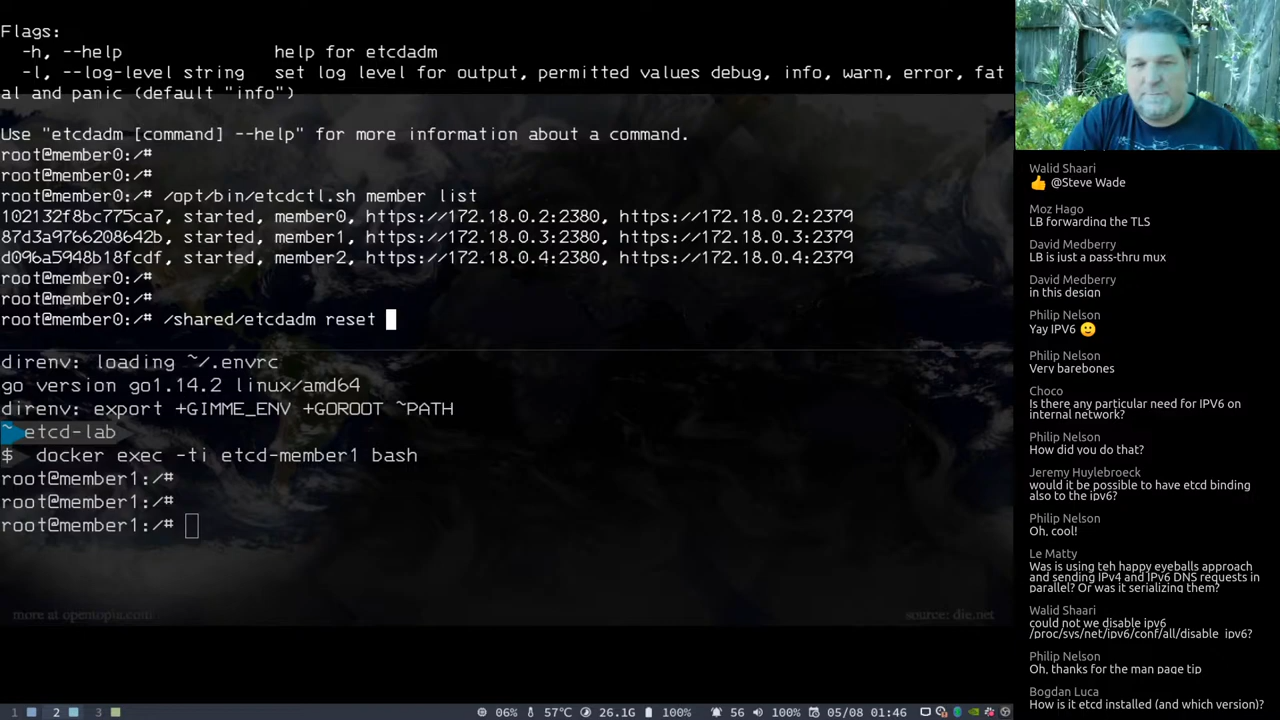 Flags:
-h, --help help for etcdadm
-l, --log-level string set log level for output, permitted values debug, info, warn, error, fat
al and panic (default "info")
Use "etcdadm [command] --help" for more information about a command.
root@member0:/#
root@member0:/#
root@member0:/# /opt/bin/etcdctl.sh member list
102132f8bc775ca7, started, member0, https://172.18.0.2:2380, https://172.18.0.2:2379
87d3a9766208642b, started, member1, https://172.18.0.3:2380, https://172.18.0.3:2379
d096a5948b18fcdf, started, member2, https://172.18.0.4:2380, https://172.18.0.4:2379
root@member0:/#
root@member0:/#
root@member0:/# /shared/etcdadm reset
direnv: loading ~/.envrc
go version go1.14.2 linux/amd64
direnv: export +GIMME_ENV +GOROOT ~PATH
~ etcd-lab
$ docker exec -ti etcd-member1 bash
root@member1:/#
root@member1:/#
root@member1:/#
more at opentopia.com
source: die.net
1 2 3
06% 57°C 26.1G 100% 56 100% 05/08 01:46
Walid Shaari
👍 @Steve Wade
Moz Hago
LB forwarding the TLS
David Medberry
LB is just a pass-thru mux
David Medberry
in this design
Philip Nelson
Yay IPV6 🙂
Philip Nelson
Very barebones
Choco
Is there any particular need for IPV6 on
internal network?
Philip Nelson
How did you do that?
Jeremy Huylebroeck
would it be possible to have etcd binding
also to the ipv6?
Philip Nelson
Oh, cool!
Le Matty
Was is using teh happy eyeballs approach
and sending IPv4 and IPv6 DNS requests in
parallel? Or was it serializing them?
Walid Shaari
could not we disable ipv6
/proc/sys/net/ipv6/conf/all/disable_ipv6?
Philip Nelson
Oh, thanks for the man page tip
Bogdan Luca
How is it etcd installed (and which version)?